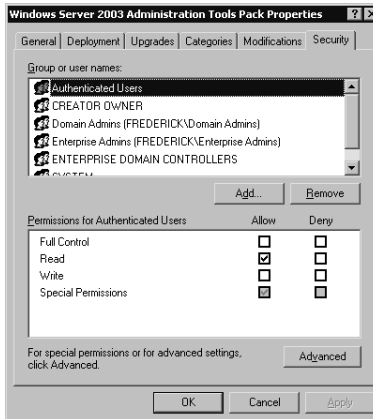 Windows Server 2003 Administration Tools Pack Properties
General Deployment Upgrades Categories Modifications Security
Group or user names:
Authenticated Users
CREATOR OWNER
Domain Admins (FREDERICK\Domain Admins)
Enterprise Admins (FREDERICK\Enterprise Admins)
ENTERPRISE DOMAIN CONTROLLERS
SYSTEM
Add... Remove
Permissions for Authenticated Users Allow Deny
Full Control
Read
Write
Special Permissions
For special permissions or for advanced settings,
click Advanced.
Advanced
OK Cancel Apply